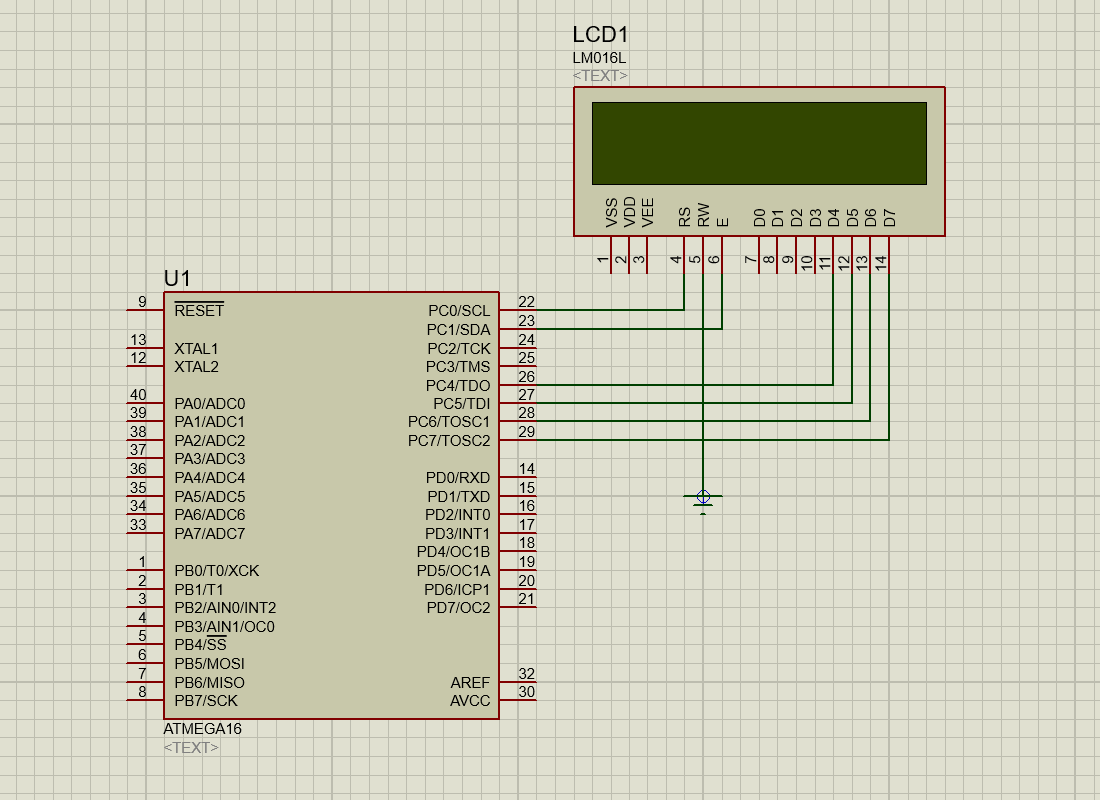 LCD1
LM016L
<TEXT>
VSS VDD VEE RS RW E D0 D1 D2 D3 D4 D5 D6 D7
1 2 3 4 5 6 7 8 9 10 11 12 13 14
U1
9 RESET PC0/SCL 22
PC1/SDA 23
13 XTAL1 PC2/TCK 24
12 XTAL2 PC3/TMS 25
PC4/TDO 26
40 PA0/ADC0 PC5/TDI 27
39 PA1/ADC1 PC6/TOSC1 28
38 PA2/ADC2 PC7/TOSC2 29
37 PA3/ADC3
36 PA4/ADC4 PD0/RXD 14
35 PA5/ADC5 PD1/TXD 15
34 PA6/ADC6 PD2/INT0 16
33 PA7/ADC7 PD3/INT1 17
PD4/OC1B 18
1 PB0/T0/XCK PD5/OC1A 19
2 PB1/T1 PD6/ICP1 20
3 PB2/AIN0/INT2 PD7/OC2 21
4 PB3/AIN1/OC0
5 PB4/SS
6 PB5/MOSI
7 PB6/MISO AREF 32
8 PB7/SCK AVCC 30
ATMEGA16
<TEXT>